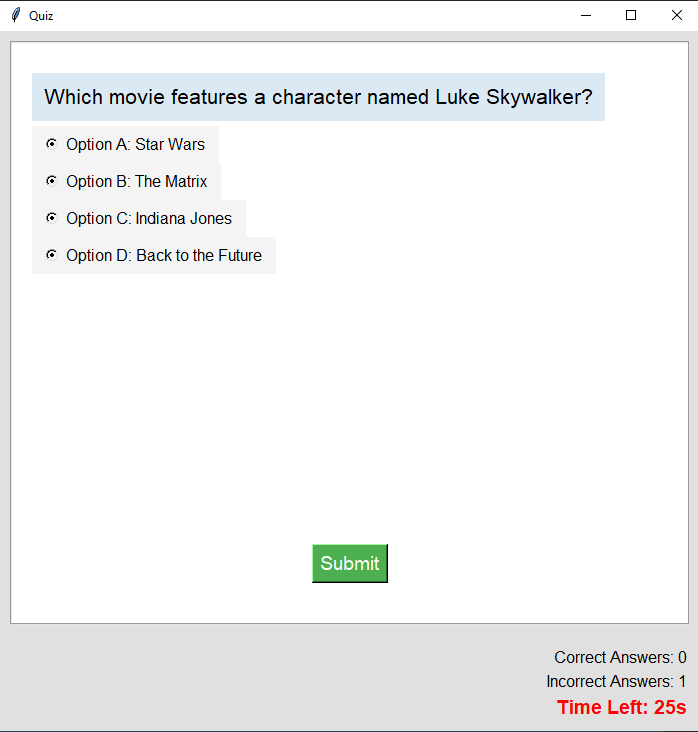 Quiz
Which movie features a character named Luke Skywalker?
Option A: Star Wars
Option B: The Matrix
Option C: Indiana Jones
Option D: Back to the Future
Submit
Correct Answers: 0
Incorrect Answers: 1
Time Left: 25s